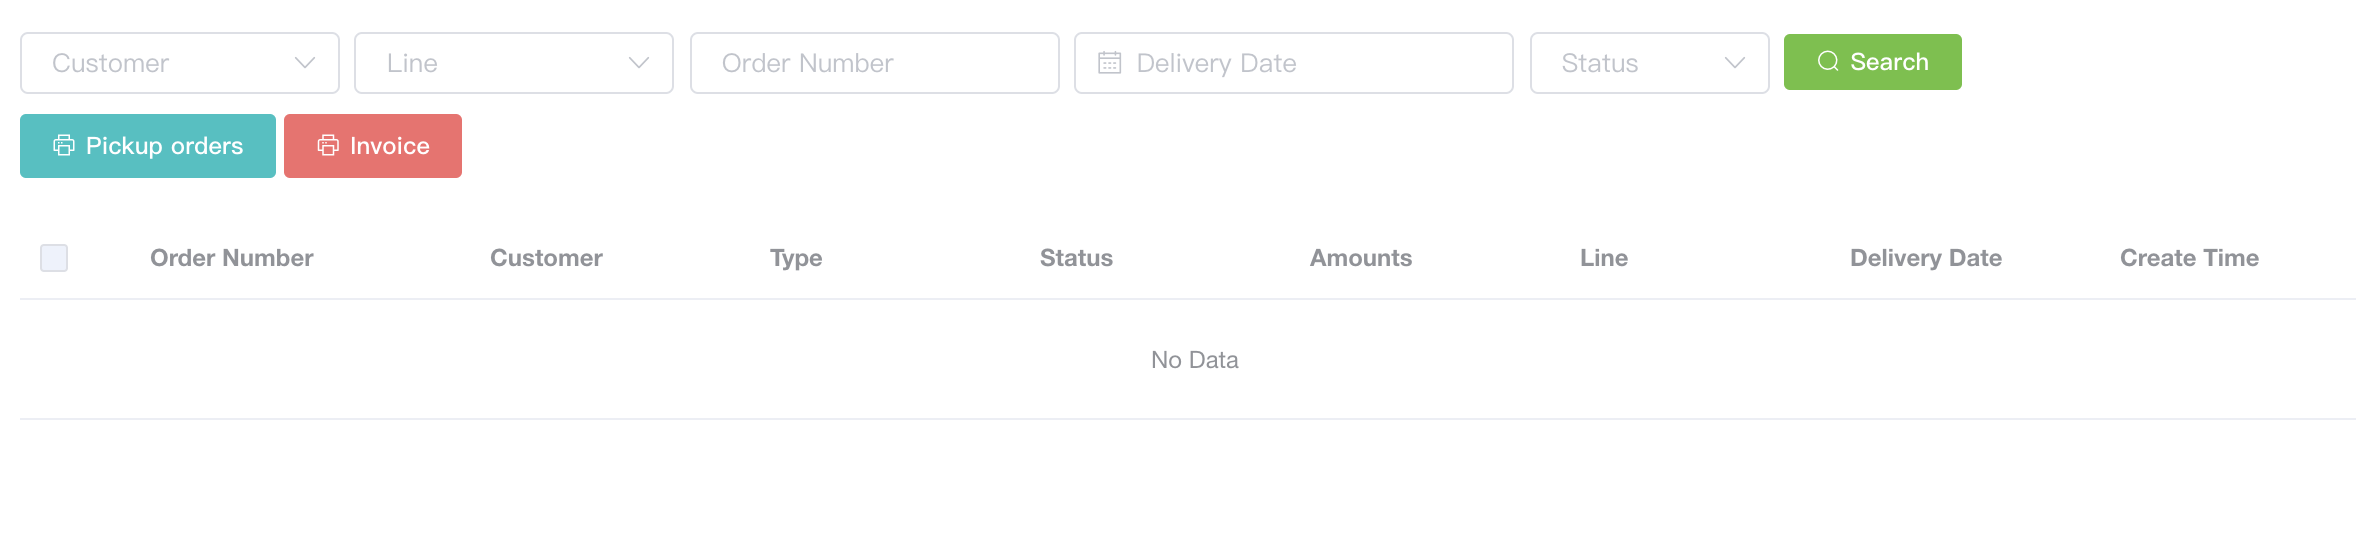 Customer Line Order Number Delivery Date Status Search
Pickup orders Invoice
Order Number Customer Type Status Amounts Line Delivery Date Create Time
No Data